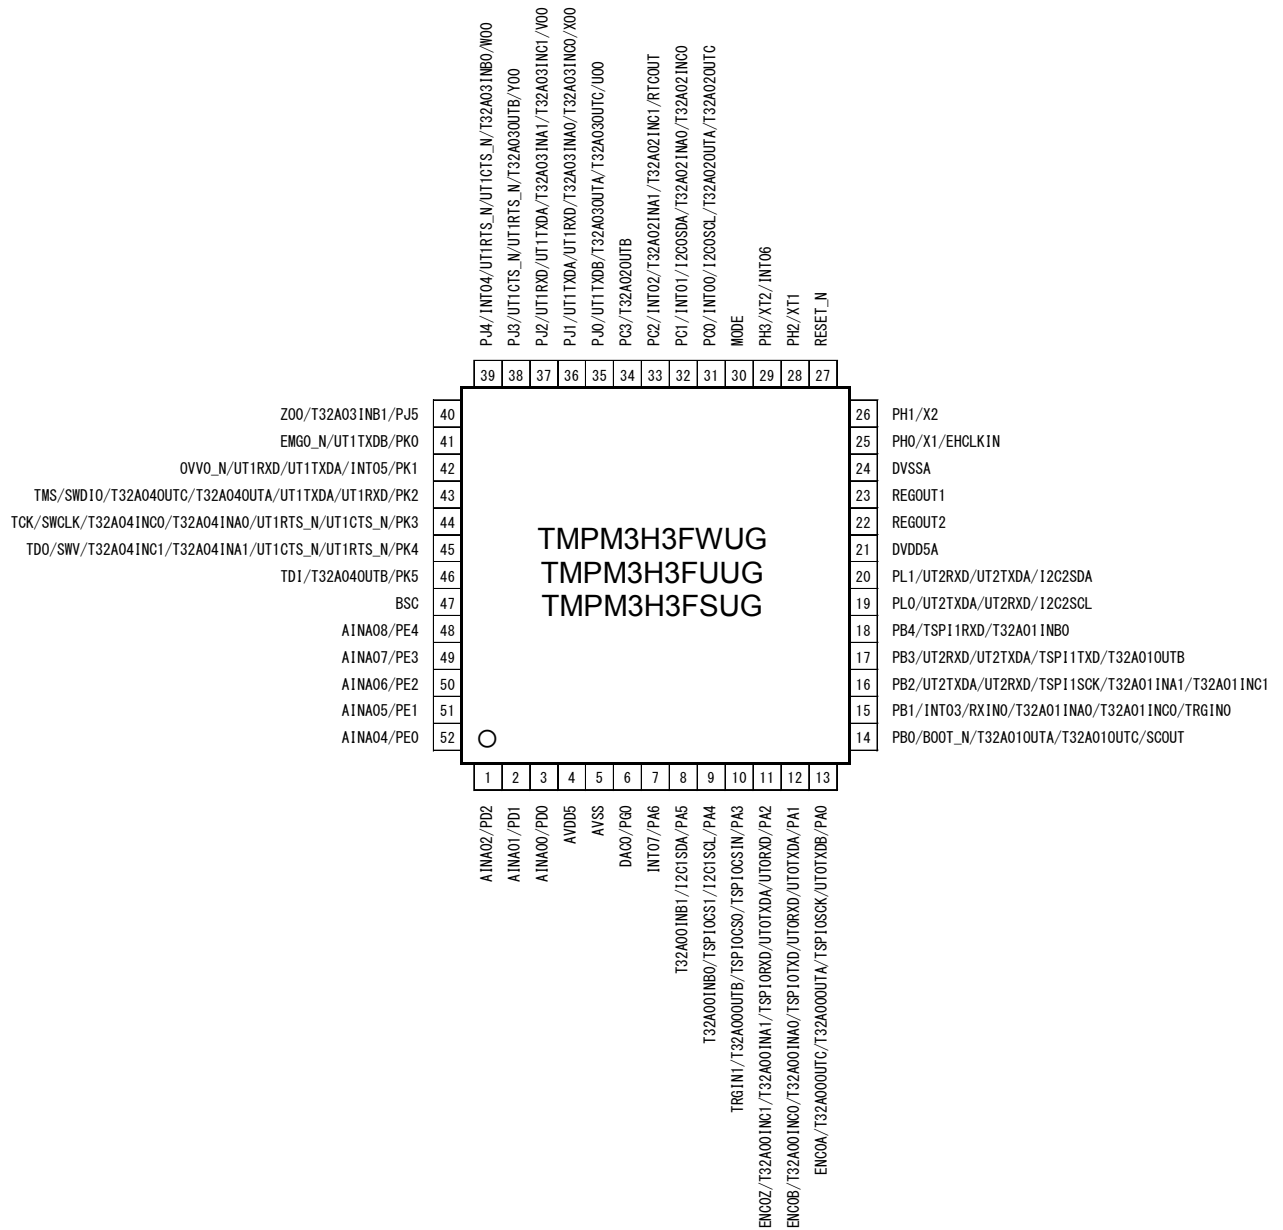 PJ4/INT04/UT1RTS_N/UT1CTS_N/T32A03INB0/WO0
PJ3/UT1CTS_N/UT1RTS_N/T32A03OUTB/YO0
PJ2/UT1RXD/UT1TXDA/T32A03INA1/T32A03INC1/VO0
PJ1/UT1TXDA/UT1RXD/T32A03INA0/T32A03INC0/XO0
PJ0/UT1TXDB/T32A03OUTA/T32A03OUTC/UO0
PC3/T32A02OUTB
PC2/INT02/T32A02INA1/T32A02INC1/RTCOUT
PC1/INT01/I2C0SDA/T32A02INA0/T32A02INC0
PC0/INT00/I2C0SCL/T32A02OUTA/T32A02OUTC
MODE
PH3/XT2/INT06
PH2/XT1
RESET_N
39 38 37 36 35 34 33 32 31 30 29 28 27
ZO0/T32A03INB1/PJ5 40
EMG0_N/UT1TXDB/PK0 41
OVV0_N/UT1RXD/UT1TXDA/INT05/PK1 42
TMS/SWDIO/T32A04OUTC/T32A04OUTA/UT1TXDA/UT1RXD/PK2 43
TCK/SWCLK/T32A04INC0/T32A04INA0/UT1RTS_N/UT1CTS_N/PK3 44
TDO/SWV/T32A04INC1/T32A04INA1/UT1CTS_N/UT1RTS_N/PK4 45
TDI/T32A04OUTB/PK5 46
BSC 47
AINA08/PE4 48
AINA07/PE3 49
AINA06/PE2 50
AINA05/PE1 51
AINA04/PE0 52
TMPM3H3FWUG
TMPM3H3FUUG
TMPM3H3FSUG
26 PH1/X2
25 PH0/X1/EHCLKIN
24 DVSSA
23 REGOUT1
22 REGOUT2
21 DVDD5A
20 PL1/UT2RXD/UT2TXDA/I2C2SDA
19 PL0/UT2TXDA/UT2RXD/I2C2SCL
18 PB4/TSPI1RXD/T32A01INB0
17 PB3/UT2RXD/UT2TXDA/TSPI1TXD/T32A01OUTB
16 PB2/UT2TXDA/UT2RXD/TSPI1SCK/T32A01INA1/T32A01INC1
15 PB1/INT03/RXIN0/T32A01INA0/T32A01INC0/TRGIN0
14 PB0/BOOT_N/T32A01OUTA/T32A01OUTC/SCOUT
1 2 3 4 5 6 7 8 9 10 11 12 13
AINA02/PD2
AINA01/PD1
AINA00/PD0
AVDD5
AVSS
DAC0/PG0
INT07/PA6
T32A00INB1/I2C1SDA/PA5
T32A00INB0/TSPI0CS1/I2C1SCL/PA4
TRGIN1/T32A00OUTB/TSPI0CS0/TSPI0CSIN/PA3
ENC0Z/T32A00INC1/T32A00INA1/TSPI0RXD/UT0TXDA/UT0RXD/PA2
ENC0B/T32A00INC0/T32A00INA0/TSPI0TXD/UT0RXD/UT0TXDA/PA1
ENC0A/T32A00OUTC/T32A00OUTA/TSPI0SCK/UT0TXDB/PA0